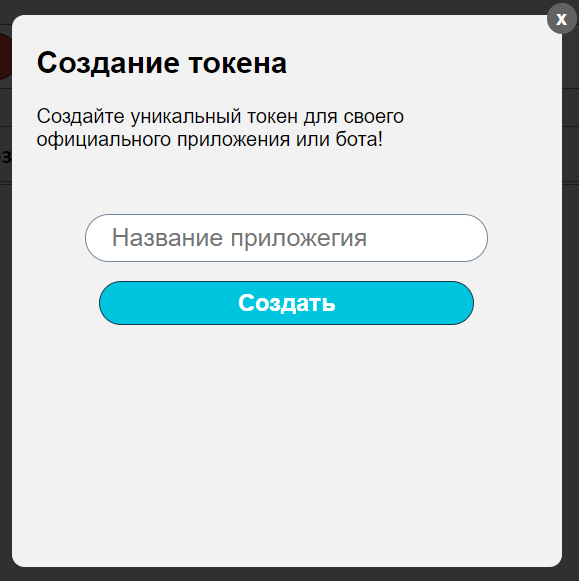 x
Создание токена
Создайте уникальный токен для своего
официального приложения или бота!
Название приложегия
Создать